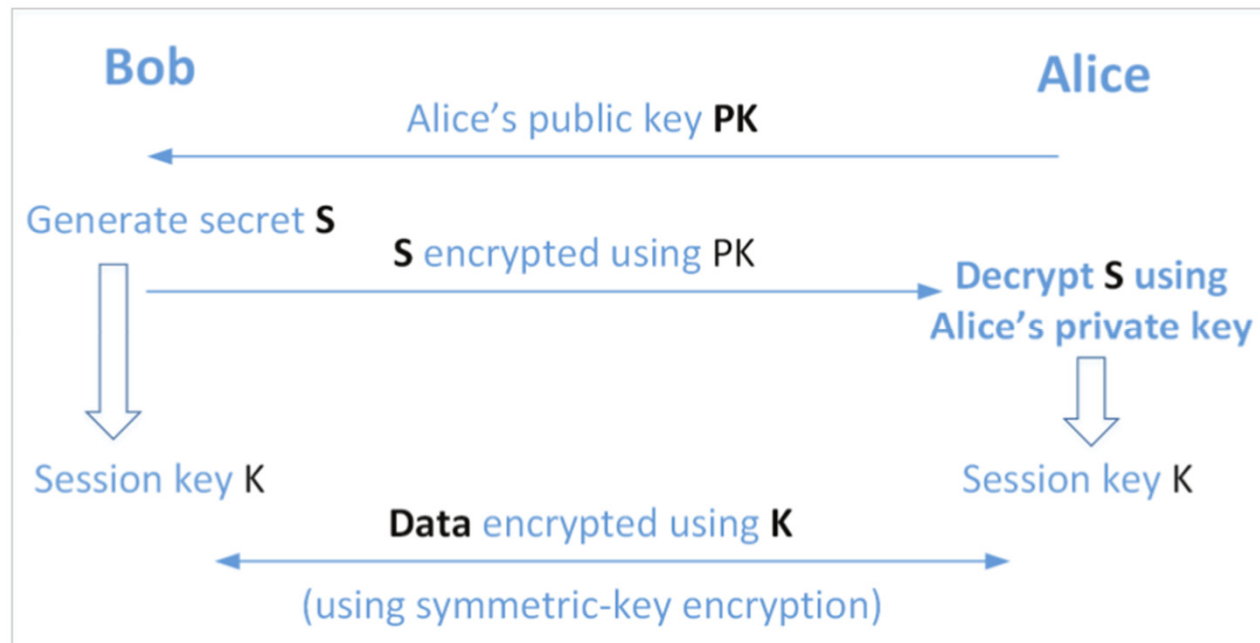 Bob
Alice
Alice’s public key PK
Generate secret S
S encrypted using PK
Decrypt S using
Alice’s private key
Session key K
Session key K
Data encrypted using K
(using symmetric-key encryption)